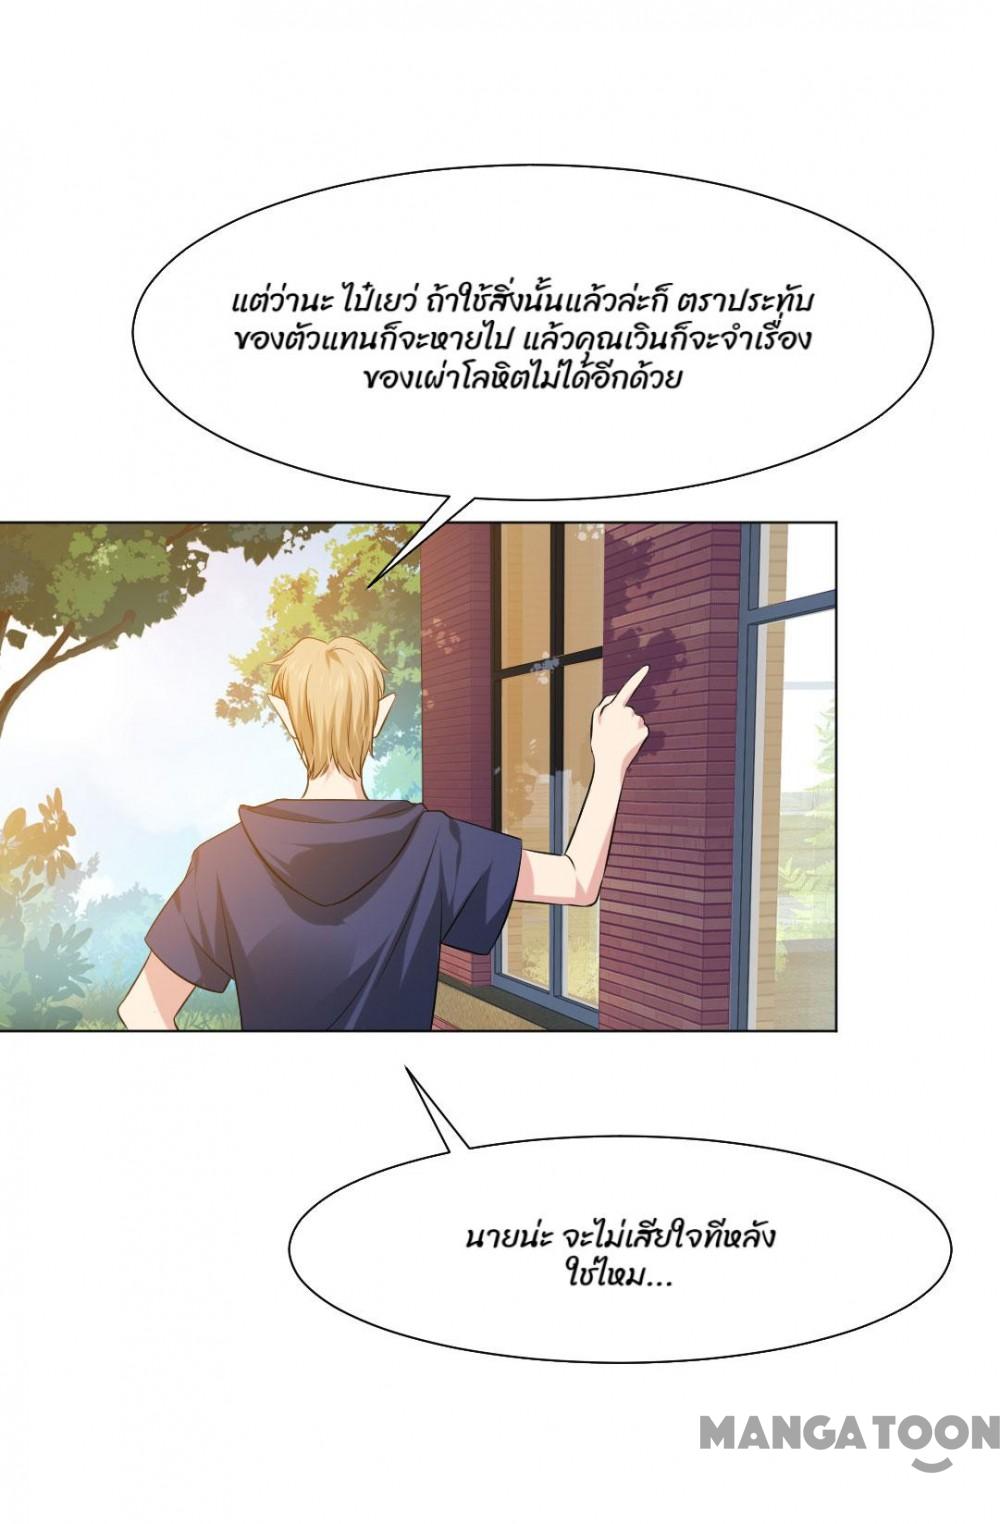 แต่ว่านะ ไป๋เยว่ ถ้าใช้สิ่งนั้นแล้วล่ะก็ ตราประทับ
ของตัวแทนก็จะหายไป แล้วคุณเวินก็จะจำเรื่อง
ของเผ่าโลหิตไม่ได้อีกด้วย
นายน่ะ จะไม่เสียใจทีหลัง
ใช่ไหม...
MANGATOON